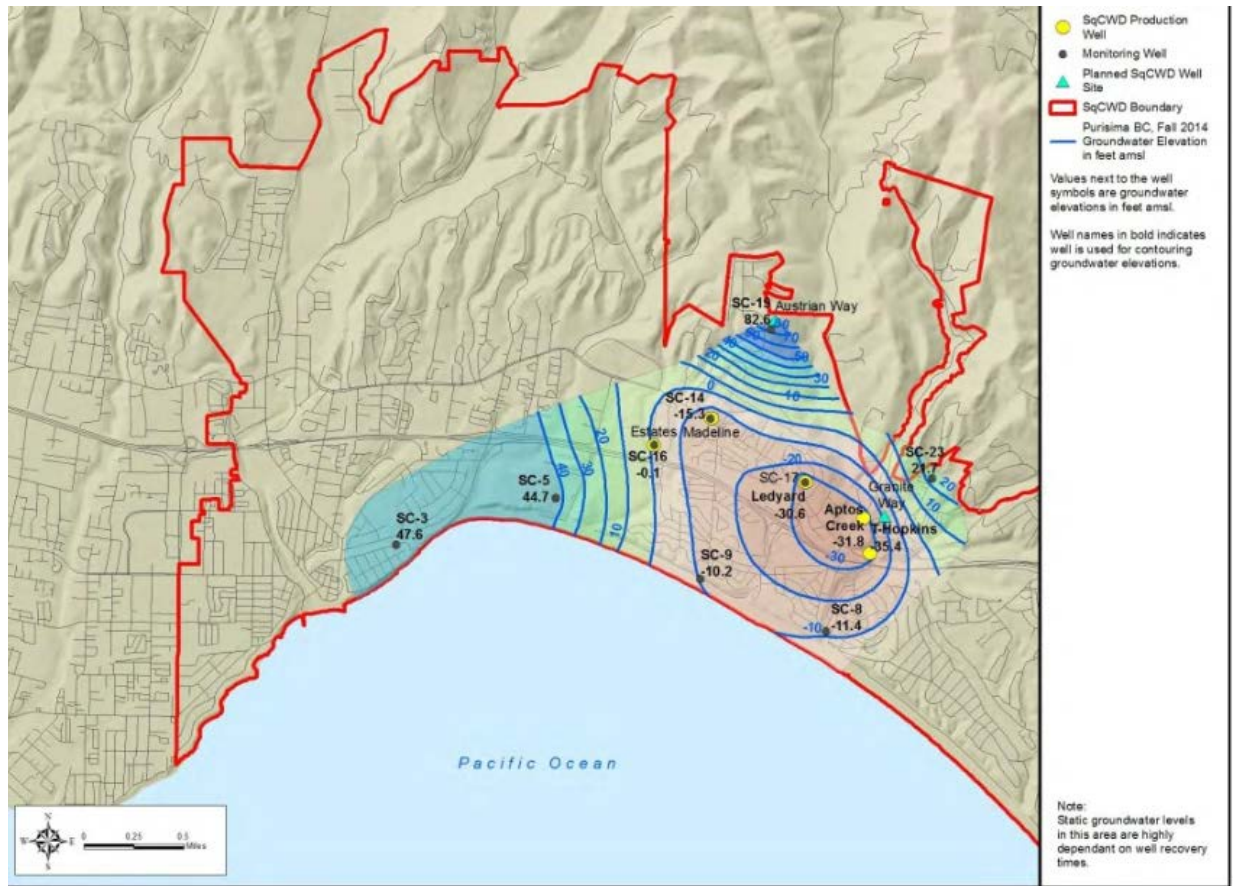 SC-19 Austrian Way
82.6
70
50
30
10
20
0
SC-14
-15.3
Estates Madeline
SC-16
-0.1
20
30
40
10
SC-5
44.7
SC-3
47.6
-20
SC-17
Ledyard
-30.6
SC-23
21.7
20
10
Granite
Way
Aptos
Creek
-31.8
T-Hopkins
-35.4
-30
SC-9
-10.2
SC-8
-11.4
-10
Pacific Ocean
N
W E
S
0 0.25 0.5
Miles
SqCWD Production
Well
Monitoring Well
Planned SqCWD Well
Site
SqCWD Boundary
Purisima BC, Fall 2014
Groundwater Elevation
in feet amsl
Values next to the well
symbols are groundwater
elevations in feet amsl.
Well names in bold indicates
well is used for contouring
groundwater elevations.
Note:
Static groundwater levels
in this area are highly
dependant on well recovery
times.